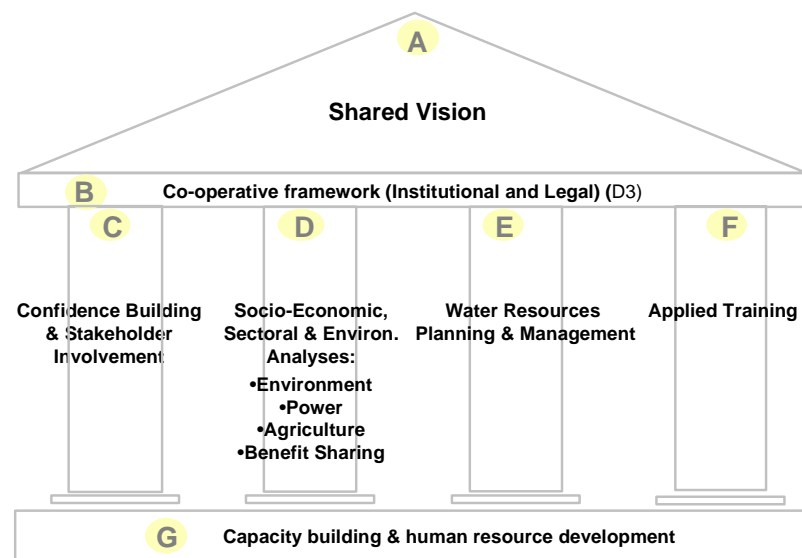 A
Shared Vision
B
Co-operative framework (Institutional and Legal) (D3)
C
D
E
F
Confidence Building
& Stakeholder
Involvement
Socio-Economic,
Sectoral & Environ.
Analyses:
•Environment
•Power
•Agriculture
•Benefit Sharing
Water Resources
Planning & Management
Applied Training
G
Capacity building & human resource development